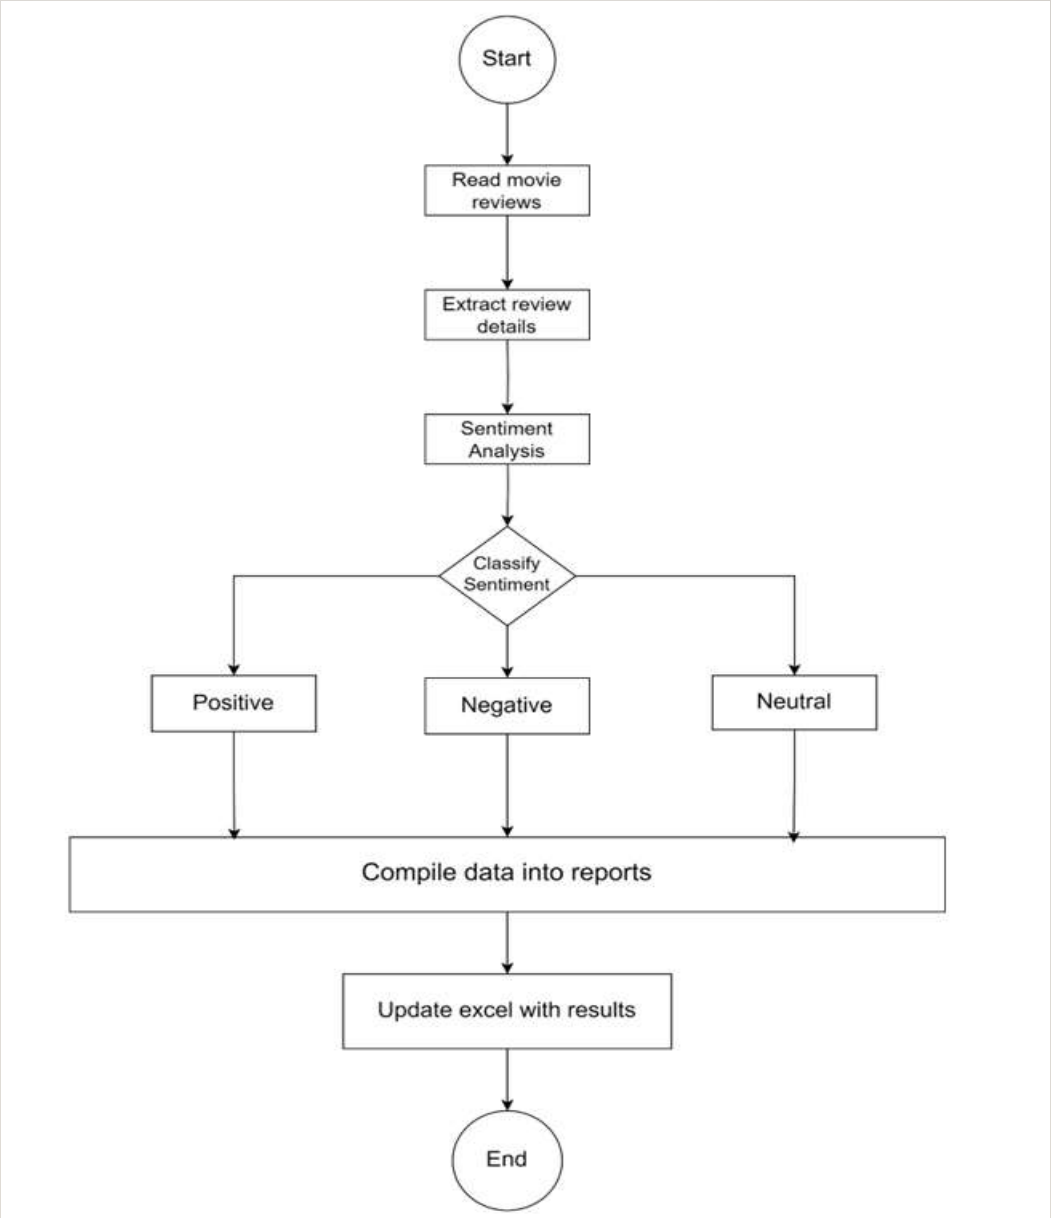 Start
Read movie
reviews
Extract review
details
Sentiment
Analysis
Classify
Sentiment
Positive
Negative
Neutral
Compile data into reports
Update excel with results
End